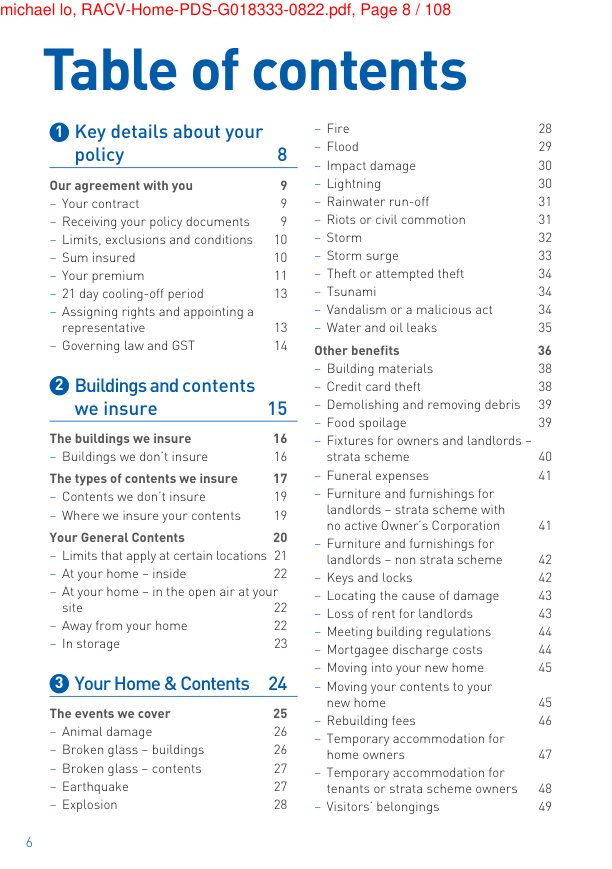 michael lo, RACV-Home-PDS-G018333-0822.pdf, Page 8 / 108
Table of contents
1 Key details about your
policy 8
Our agreement with you 9
– Your contract 9
– Receiving your policy documents 9
– Limits, exclusions and conditions 10
– Sum insured 10
– Your premium 11
– 21 day cooling-off period 13
– Assigning rights and appointing a
representative 13
– Governing law and GST 14
2 Buildings and contents
we insure 15
The buildings we insure 16
– Buildings we don't insure 16
The types of contents we insure 17
– Contents we don't insure 19
– Where we insure your contents 19
Your General Contents 20
– Limits that apply at certain locations 21
– At your home – inside 22
– At your home – in the open air at your
site 22
– Away from your home 22
– In storage 23
3 Your Home & Contents 24
The events we cover 25
– Animal damage 26
– Broken glass – buildings 26
– Broken glass – contents 27
– Earthquake 27
– Explosion 28
– Fire 28
– Flood 29
– Impact damage 30
– Lightning 30
– Rainwater run-off 31
– Riots or civil commotion 31
– Storm 32
– Storm surge 33
– Theft or attempted theft 34
– Tsunami 34
– Vandalism or a malicious act 34
– Water and oil leaks 35
Other benefits 36
– Building materials 38
– Credit card theft 38
– Demolishing and removing debris 39
– Food spoilage 39
– Fixtures for owners and landlords –
strata scheme 40
– Funeral expenses 41
– Furniture and furnishings for
landlords – strata scheme with
no active Owner's Corporation 41
– Furniture and furnishings for
landlords – non strata scheme 42
– Keys and locks 42
– Locating the cause of damage 43
– Loss of rent for landlords 43
– Meeting building regulations 44
– Mortgagee discharge costs 44
– Moving into your new home 45
– Moving your contents to your
new home 45
– Rebuilding fees 46
– Temporary accommodation for
home owners 47
– Temporary accommodation for
tenants or strata scheme owners 48
– Visitors' belongings 49
6